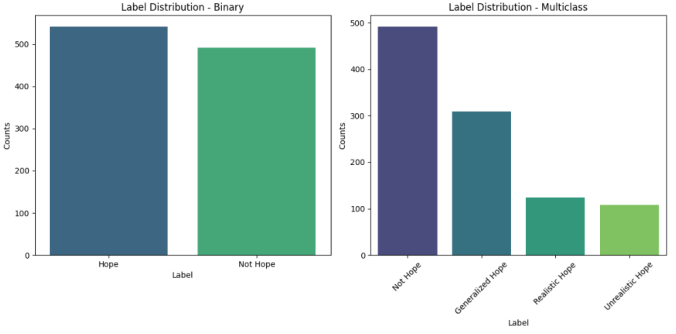 Label Distribution - Binary
500
400
300
200
100
0
Counts
Hope
Not Hope
Label
Label Distribution - Multiclass
500
400
300
200
100
0
Counts
Not Hope
Generalized Hope
Realistic Hope
Unrealistic Hope
Label